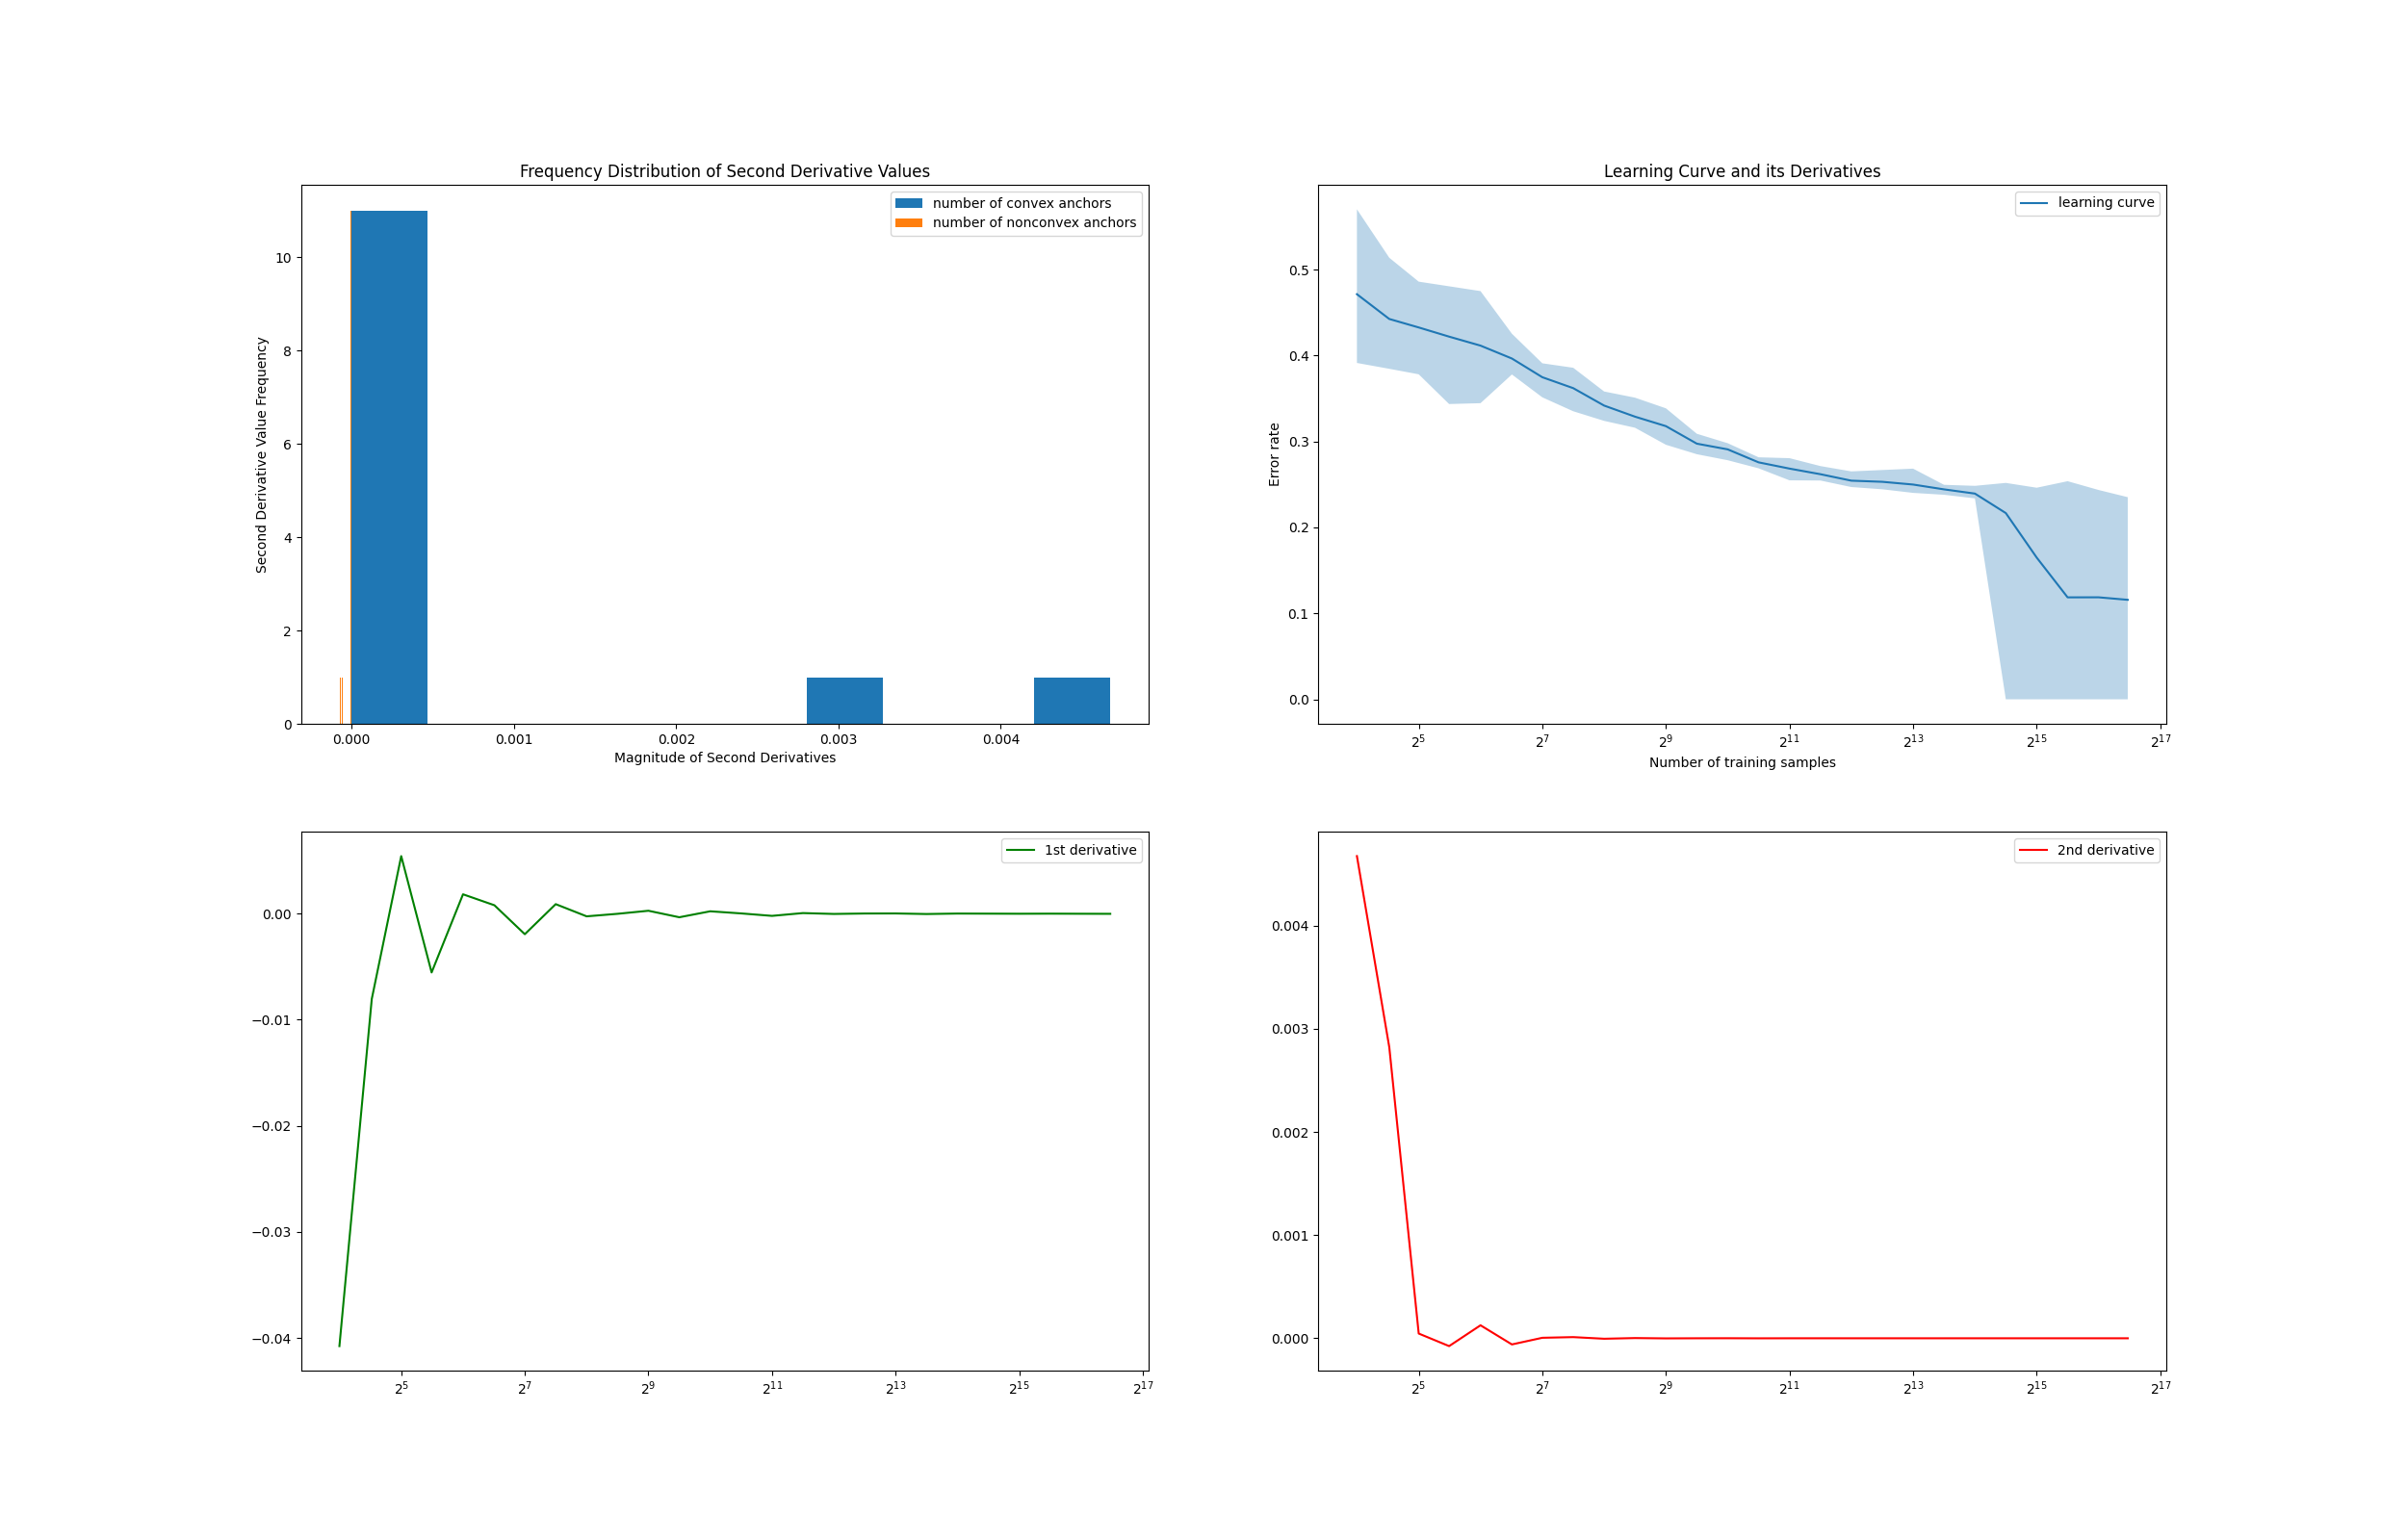 Frequency Distribution of Second Derivative Values
number of convex anchors
number of nonconvex anchors
Second Derivative Value Frequency
10
8
6
4
2
0
0.000 0.001 0.002 0.003 0.004
Magnitude of Second Derivatives
Learning Curve and its Derivatives
learning curve
Error rate
0.5
0.4
0.3
0.2
0.1
0.0
2^5 2^7 2^9 2^11 2^13 2^15 2^17
Number of training samples
1st derivative
0.00
−0.01
−0.02
−0.03
−0.04
2^5 2^7 2^9 2^11 2^13 2^15 2^17
2nd derivative
0.004
0.003
0.002
0.001
0.000
2^5 2^7 2^9 2^11 2^13 2^15 2^17